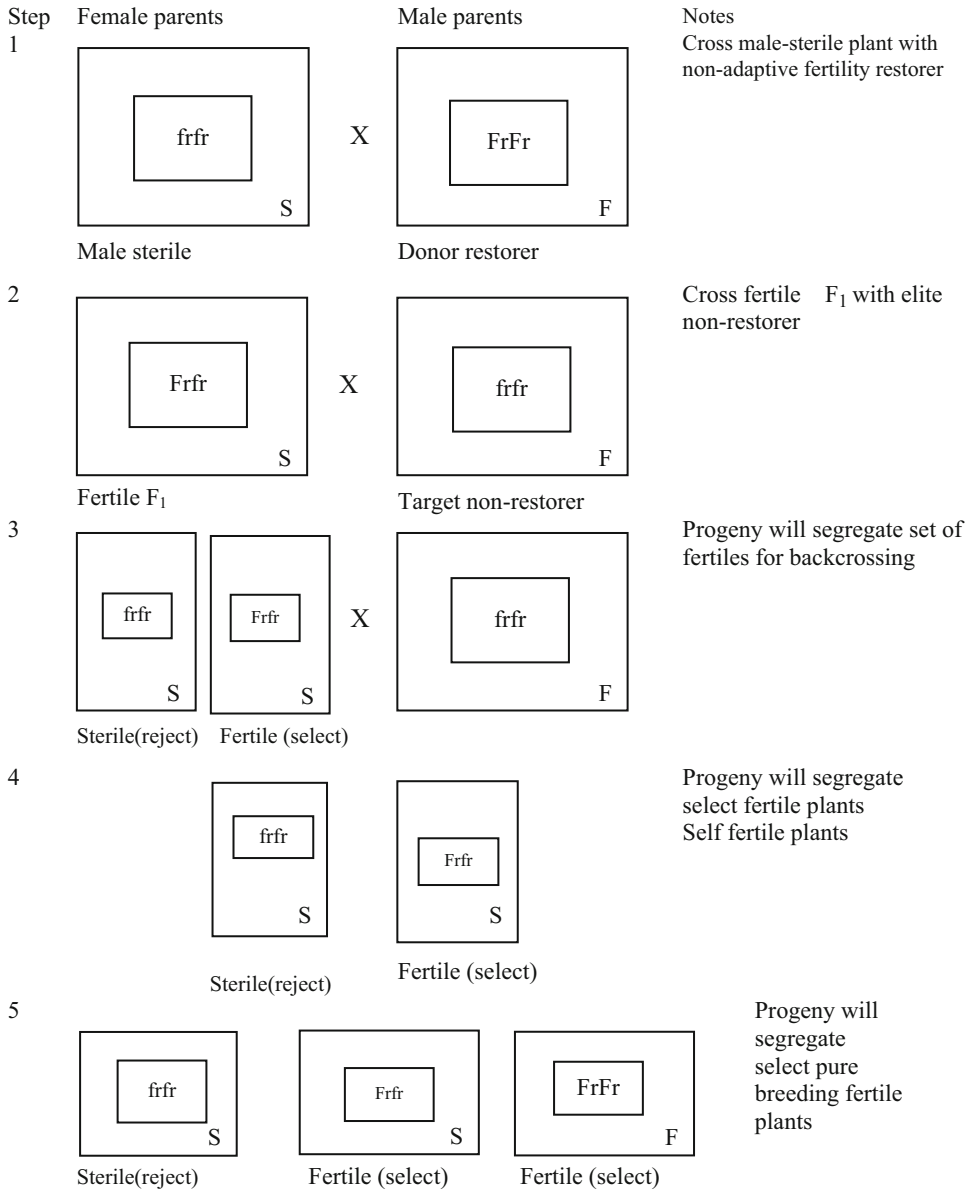 Step Female parents Male parents Notes
1 Cross male-sterile plant with
non-adaptive fertility restorer
frfr X FrFr
S F
Male sterile Donor restorer
2 Cross fertile F1 with elite
non-restorer
Frfr X frfr
S F
Fertile F1 Target non-restorer
3 Progeny will segregate set of
fertiles for backcrossing
frfr Frfr X frfr
S S F
Sterile(reject) Fertile (select)
4 Progeny will segregate
select fertile plants
Self fertile plants
frfr Frfr
S S
Sterile(reject) Fertile (select)
5 Progeny will
segregate
select pure
breeding fertile
plants
frfr Frfr FrFr
S S F
Sterile(reject) Fertile (select) Fertile (select)